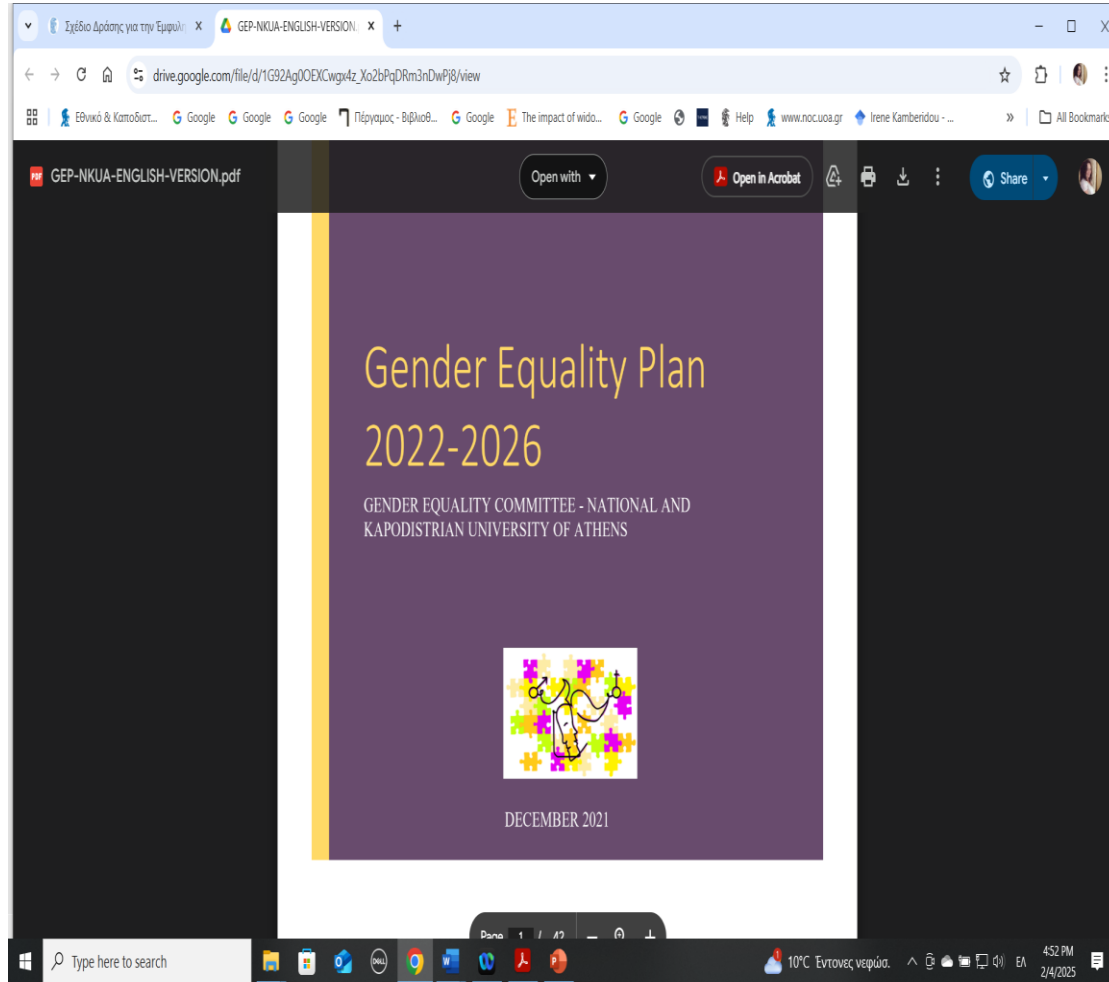 Σχέδιο Δράσης για την Έμφυλη
GEP-NKUA-ENGLISH-VERSION.
drive.google.com/file/d/1G92Ag0OEXCwgx4z_Xo2bPqDRm3nDwPj8/view
Εθνικό & Καποδιστ... Google Google Google Πέργαμος - Βιβλιοθ... Google The impact of wido... Google Help www.noc.uoa.gr Irene Kamberidou - ... » All Bookmarks
PDF GEP-NKUA-ENGLISH-VERSION.pdf Open with Open in Acrobat Share
Gender Equality Plan
2022-2026
GENDER EQUALITY COMMITTEE - NATIONAL AND
KAPODISTRIAN UNIVERSITY OF ATHENS
DECEMBER 2021
Page 1 / 42 — +
Type here to search DELL 10°C Έντονες νεφώσ. ΕΛ 4:52 PM
2/4/2025